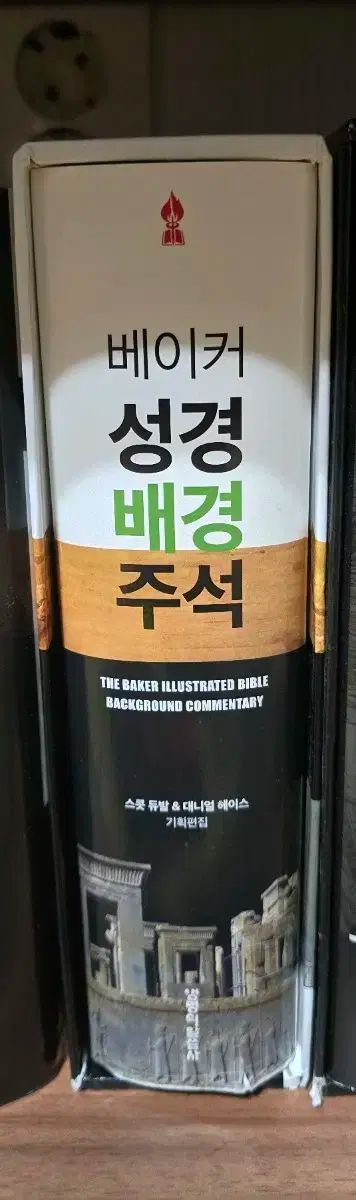 베이커
성경
배경
주석
THE BAKER ILLUSTRATED BIBLE
BACKGROUND COMMENTARY
스콧 듀발 & 대니얼 헤이스
기획편집